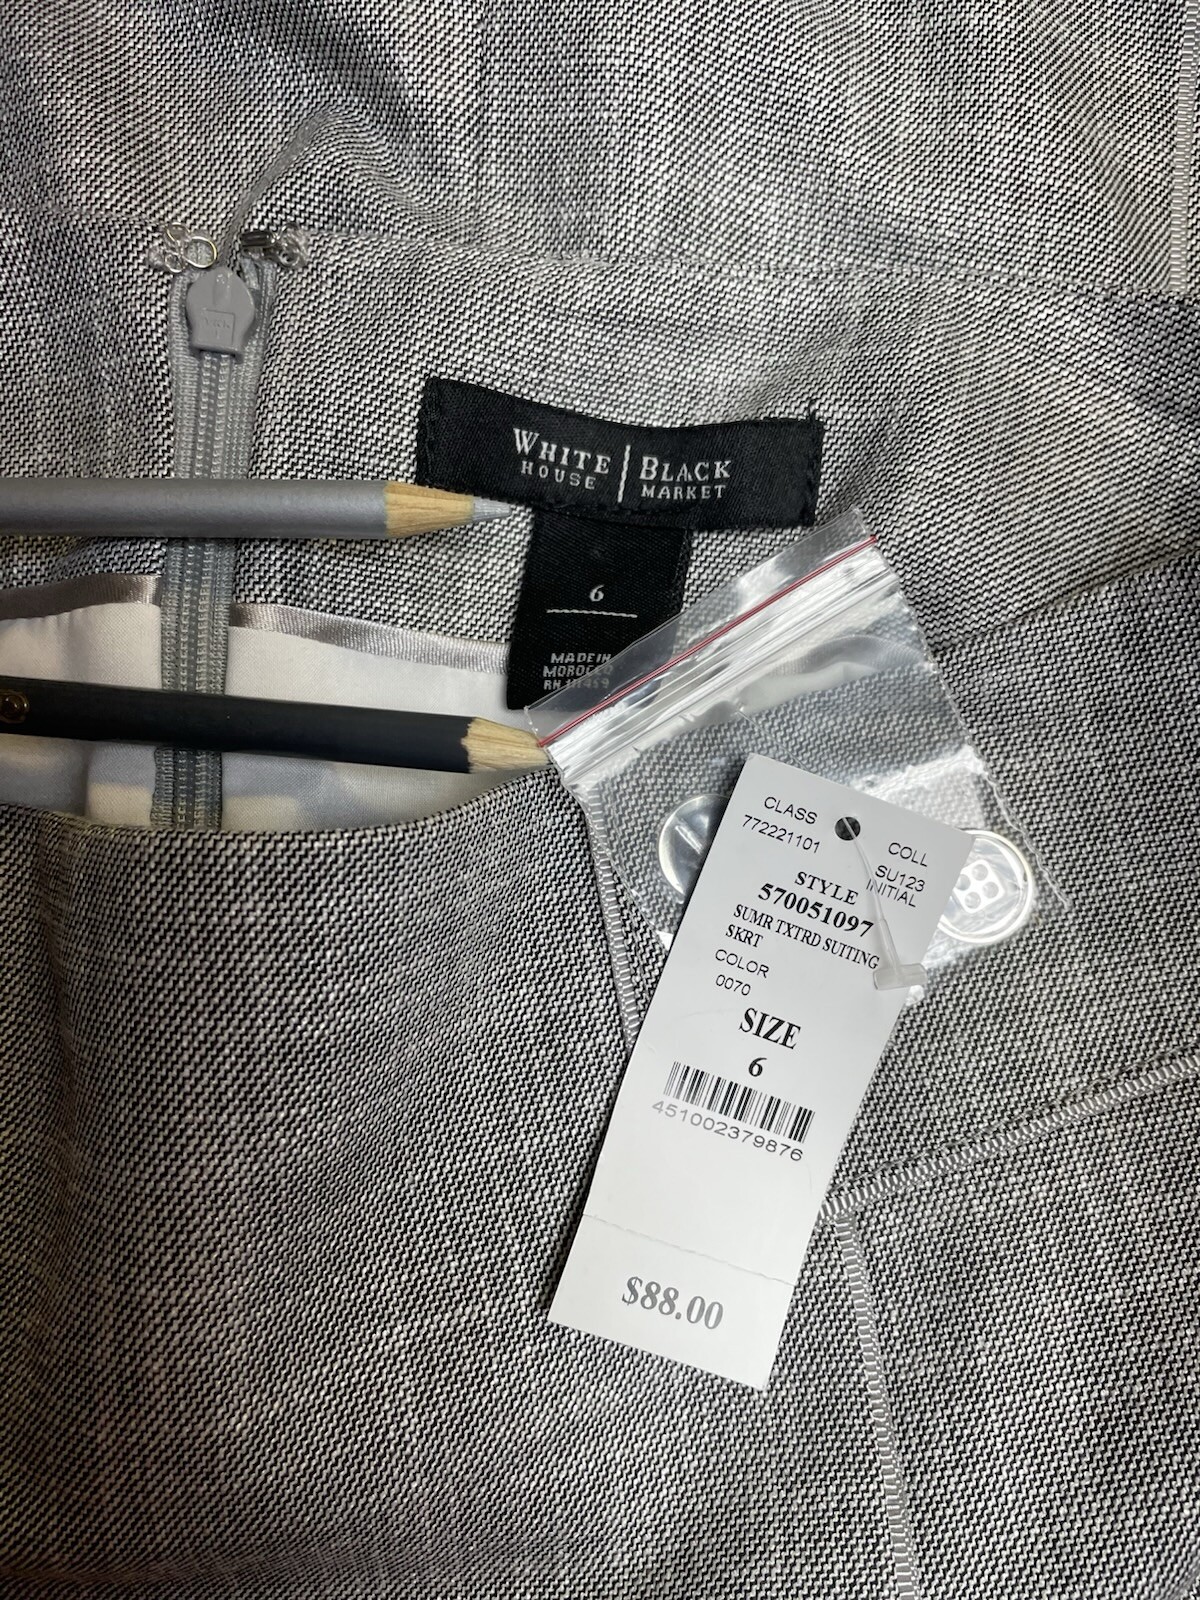 WHITE | BLACK
HOUSE | MARKET
6
MADE IN
MOROCCO
RN
CLASS
772221101
COLL
SU123
INITIAL
STYLE
570051097
SUMR TXTRD SUITING
SKRT
COLOR
0070
SIZE
6
451002379876
$88.00